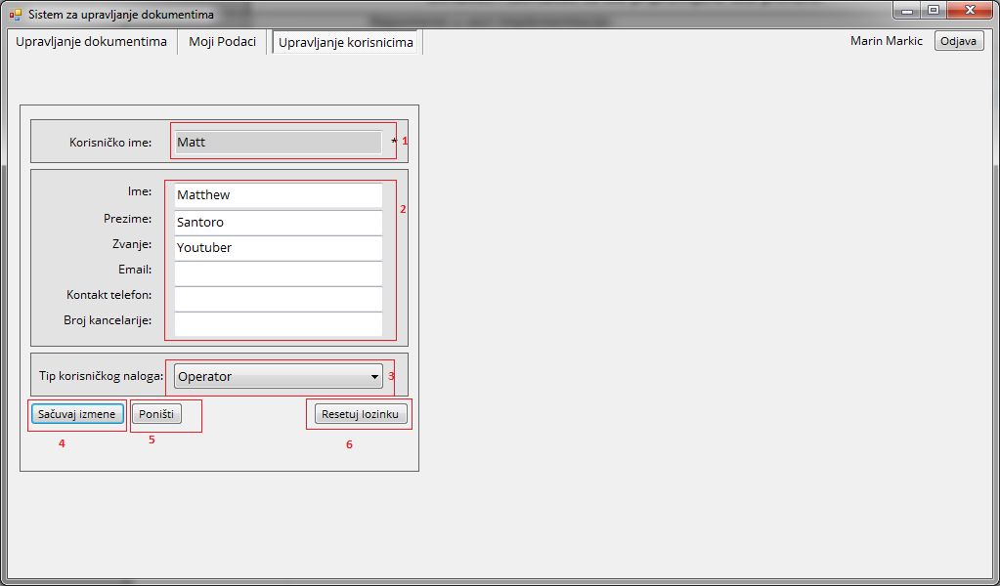 Sistem za upravljanje dokumentima
Upravljanje dokumentima Moji Podaci Upravljanje korisnicima Marin Markic Odjava
Korisničko ime: Matt * 1
2
Ime: Matthew
Prezime: Santoro
Zvanje: Youtuber
Email:
Kontakt telefon:
Broj kancelarije:
Tip korisničkog naloga: Operator 3
Sačuvaj izmene Poništi Resetuj lozinku
4 5 6